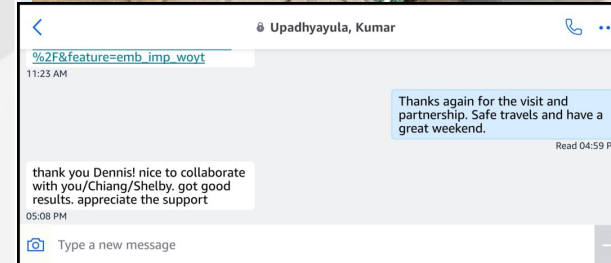 Upadhyayula, Kumar
%2F&feature=emb_imp_woyt
11:23 AM
Thanks again for the visit and
partnership. Safe travels and have a
great weekend.
Read 04:59 P
thank you Dennis! nice to collaborate
with you/Chiang/Shelby. got good
results. appreciate the support
05:08 PM
Type a new message